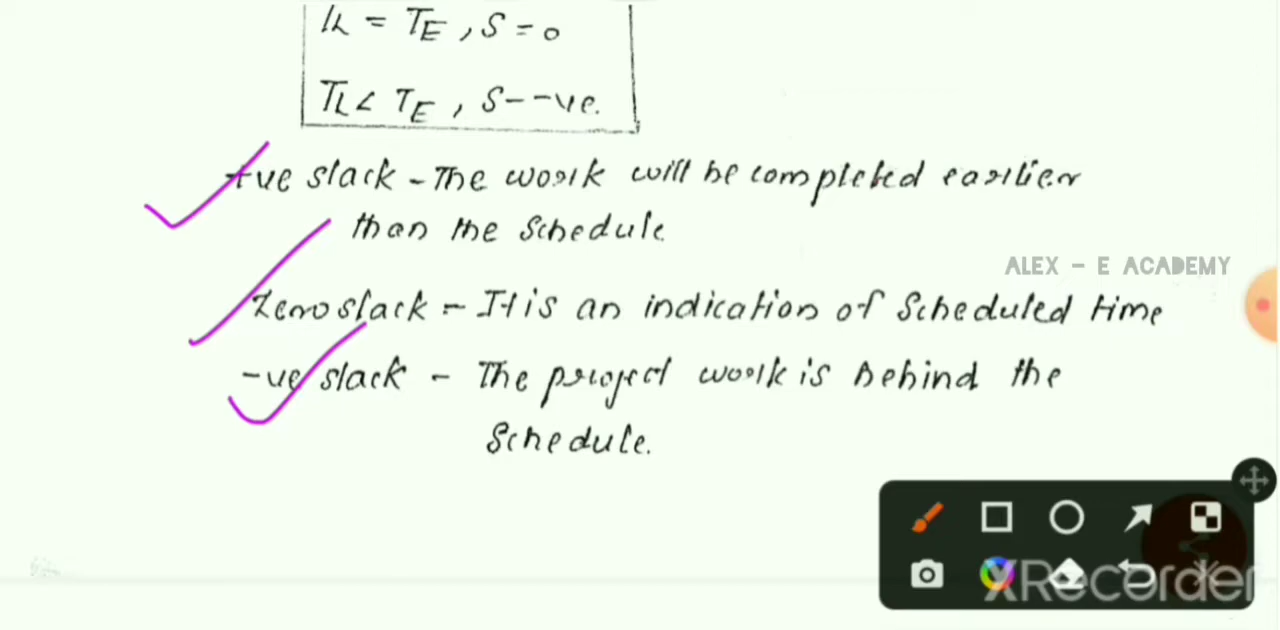 TL = TE , S = 0
TL < TE , S - -ve.
+ve slack - The work will be completed earlier
than the Schedule
ALEX - E ACADEMY
Zero slack - It is an indication of Scheduled time
-ve slack - The project work is behind the
Schedule.
XRecorder